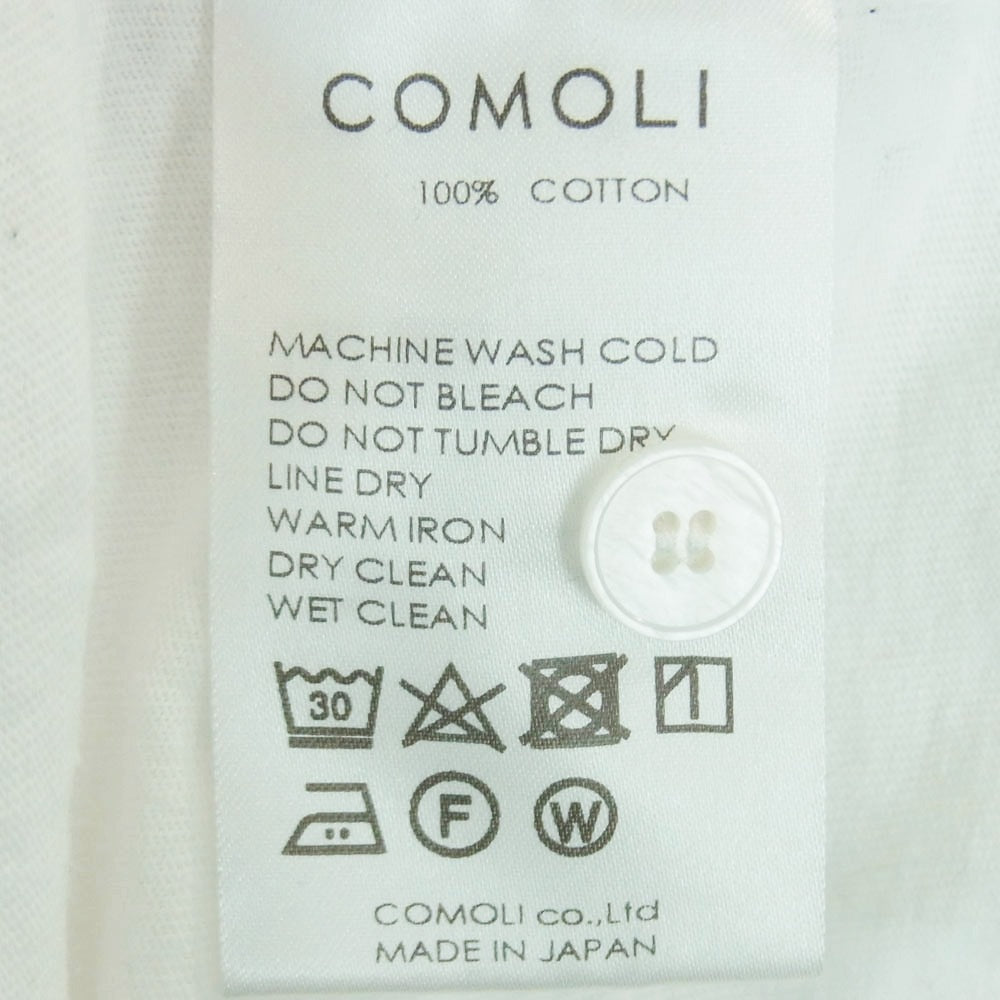 COMOLI
100% COTTON
MACHINE WASH COLD
DO NOT BLEACH
DO NOT TUMBLE DRY
LINE DRY
WARM IRON
DRY CLEAN
WET CLEAN
30
F W
COMOLI co.,Ltd
MADE IN JAPAN